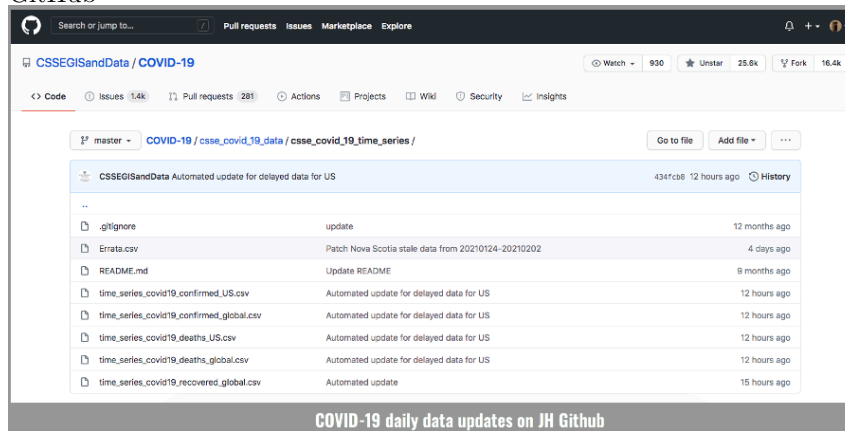 GitHub
Search or jump to... / Pull requests Issues Marketplace Explore
CSSEGISandData / COVID-19 Watch 930 Unstar 25.6k Fork 16.4k
Code Issues 1.4k Pull requests 281 Actions Projects Wiki Security Insights
master COVID-19 / csse_covid_19_data / csse_covid_19_time_series / Go to file Add file ...
CSSEGISandData Automated update for delayed data for US 434fcb8 12 hours ago History
..
.gitignore update 12 months ago
Errata.csv Patch Nova Scotia stale data from 20210124-20210202 4 days ago
README.md Update README 9 months ago
time_series_covid19_confirmed_US.csv Automated update for delayed data for US 12 hours ago
time_series_covid19_confirmed_global.csv Automated update for delayed data for US 12 hours ago
time_series_covid19_deaths_US.csv Automated update for delayed data for US 12 hours ago
time_series_covid19_deaths_global.csv Automated update for delayed data for US 12 hours ago
time_series_covid19_recovered_global.csv Automated update 15 hours ago
COVID-19 daily data updates on JH Github